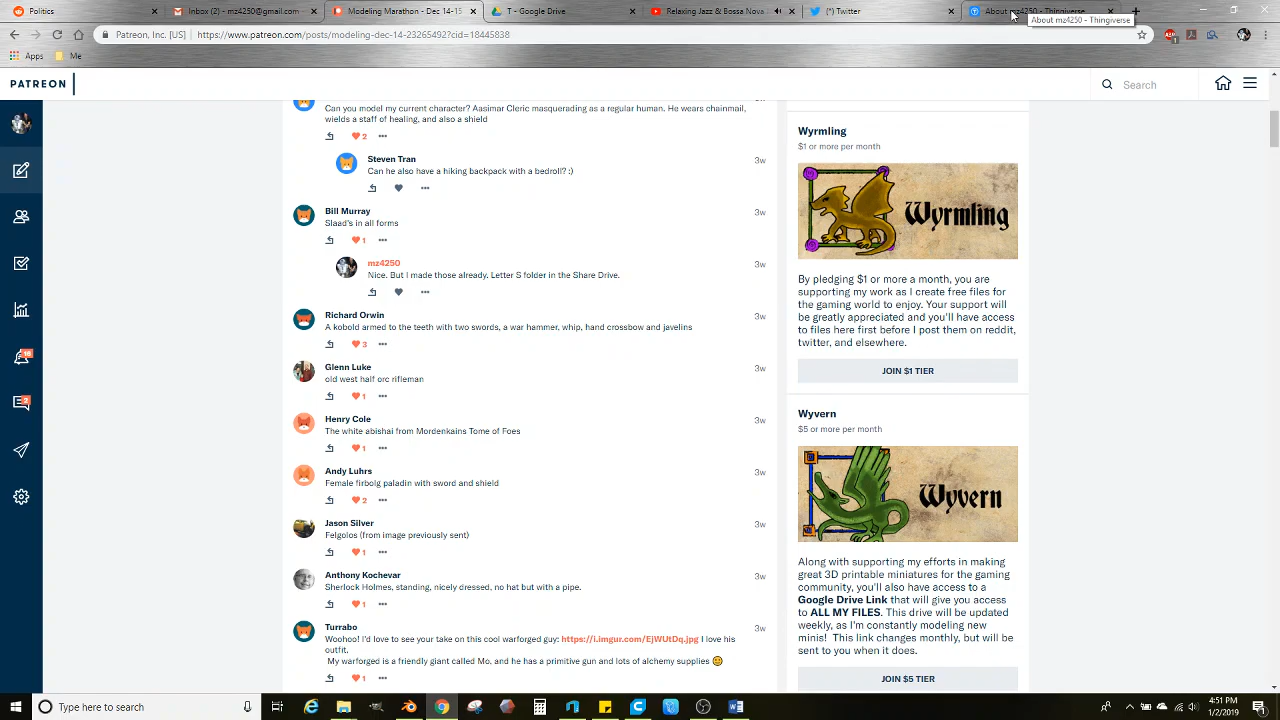 Politics
Inbox (2) - mz4250@gmail.com
Modeling - Dec 14-15
T - Google Drive
Relaxing Jazz & Bossa Nova
(*) Twitter
About mz4250 - Thingiverse
About mz4250 - Thingiverse
Patreon, Inc. [US] | https://www.patreon.com/posts/modeling-dec-14-23265492?cid=18445838
Apps
Me
PATREON
Search
Can you model my current character? Aasimar Cleric masquerading as a regular human. He wears chainmail,
wields a staff of healing, and also a shield
2
Steven Tran
3w
Can he also have a hiking backpack with a bedroll? :)
Bill Murray
3w
Slaad's in all forms
1
mz4250
3w
Nice. But I made those already. Letter S folder in the Share Drive.
Richard Orwin
3w
A kobold armed to the teeth with two swords, a war hammer, whip, hand crossbow and javelins
3
Glenn Luke
3w
old west half orc rifleman
1
Henry Cole
3w
The white abishai from Mordenkains Tome of Foes
1
Andy Luhrs
3w
Female firbolg paladin with sword and shield
2
Jason Silver
3w
Felgolos (from image previously sent)
1
Anthony Kochevar
3w
Sherlock Holmes, standing, nicely dressed, no hat but with a pipe.
1
Turrabo
3w
Woohoo! I'd love to see your take on this cool warforged guy: https://i.imgur.com/EjWUtDq.jpg I love his
outfit.
My warforged is a friendly giant called Mo, and he has a primitive gun and lots of alchemy supplies
1
Wyrmling
$1 or more per month
Wyrmling
By pledging $1 or more a month, you are
supporting my work as I create free files for
the gaming world to enjoy. Your support will
be greatly appreciated and you'll have access
to files here first before I post them on reddit,
twitter, and elsewhere.
JOIN $1 TIER
Wyvern
$5 or more per month
Wyvern
Along with supporting my efforts in making
great 3D printable miniatures for the gaming
community, you'll also have access to a
Google Drive Link that will give you access
to ALL MY FILES. This drive will be updated
weekly, as I'm constantly modeling new
minis! This link changes monthly, but will be
sent to you when it does.
JOIN $5 TIER
Type here to search
4:51 PM
1/2/2019